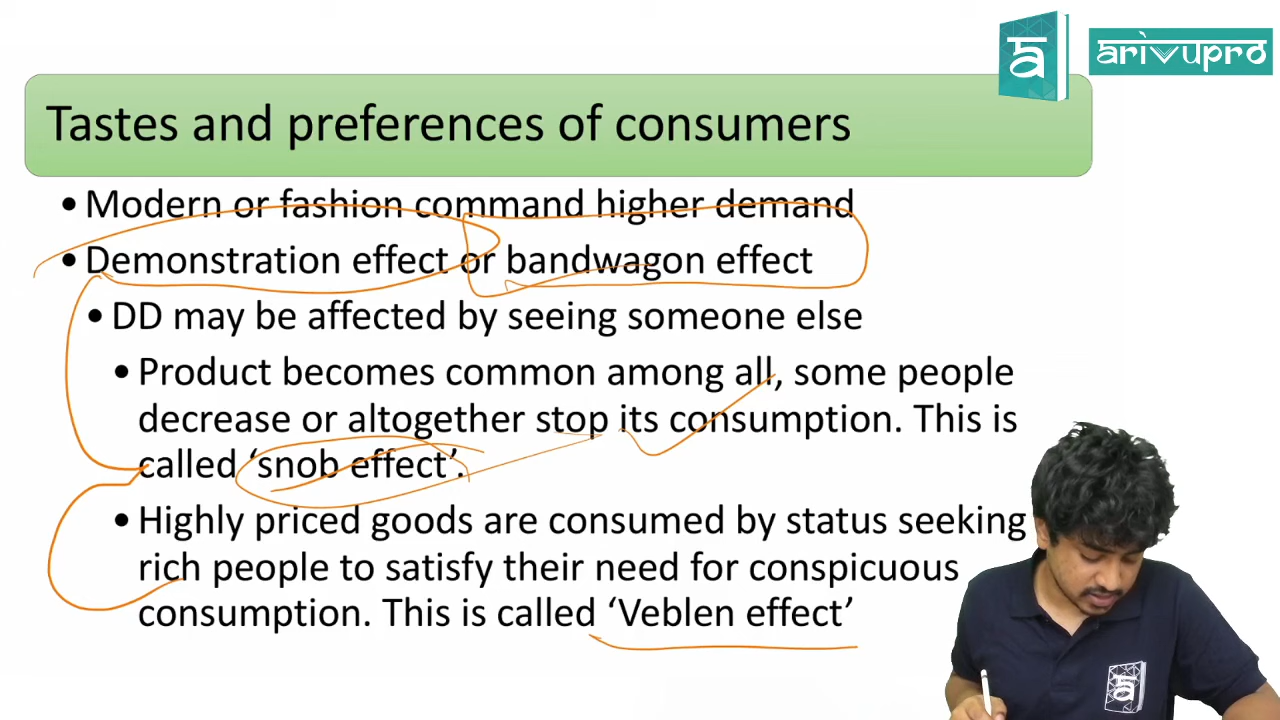 arivupro
Tastes and preferences of consumers
• Modern or fashion command higher demand
• Demonstration effect or bandwagon effect
• DD may be affected by seeing someone else
• Product becomes common among all, some people
decrease or altogether stop its consumption. This is
called ‘snob effect’.
• Highly priced goods are consumed by status seeking
rich people to satisfy their need for conspicuous
consumption. This is called ‘Veblen effect’